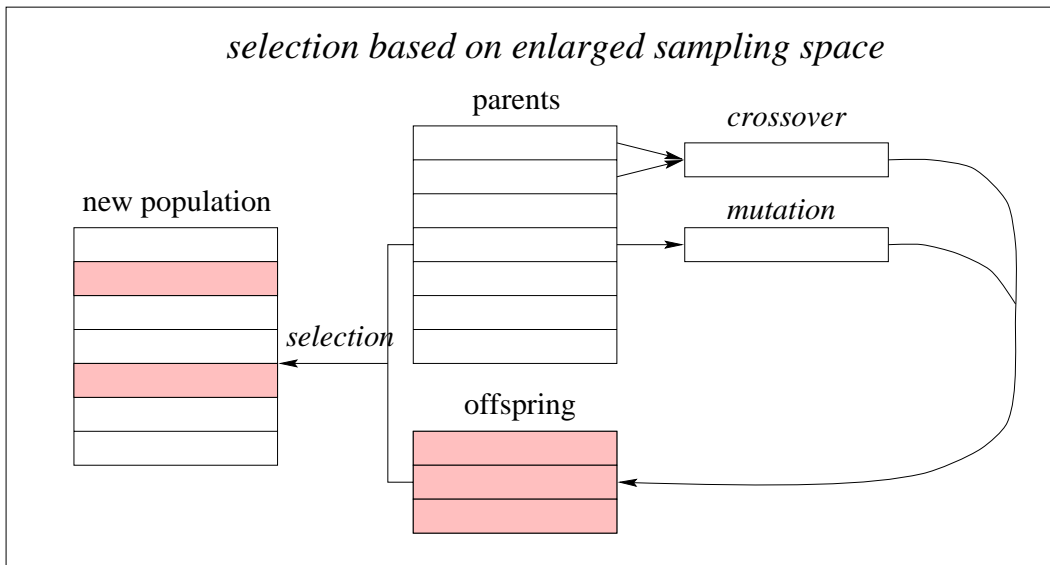 selection based on enlarged sampling space
parents
crossover
new population
mutation
selection
offspring